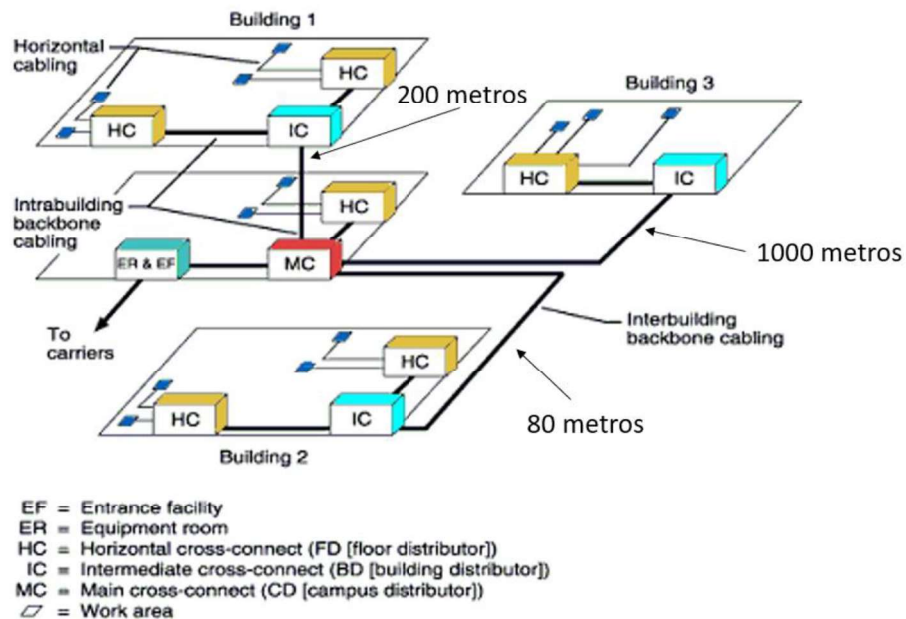 Building 1
Horizontal cabling
HC
200 metros
Building 3
HC
IC
HC
IC
Intrabuilding backbone cabling
HC
ER & EF
MC
1000 metros
To carriers
Interbuilding backbone cabling
HC
80 metros
HC
IC
Building 2
EF = Entrance facility
ER = Equipment room
HC = Horizontal cross-connect (FD [floor distributor])
IC = Intermediate cross-connect (BD [building distributor])
MC = Main cross-connect (CD [campus distributor])
= Work area